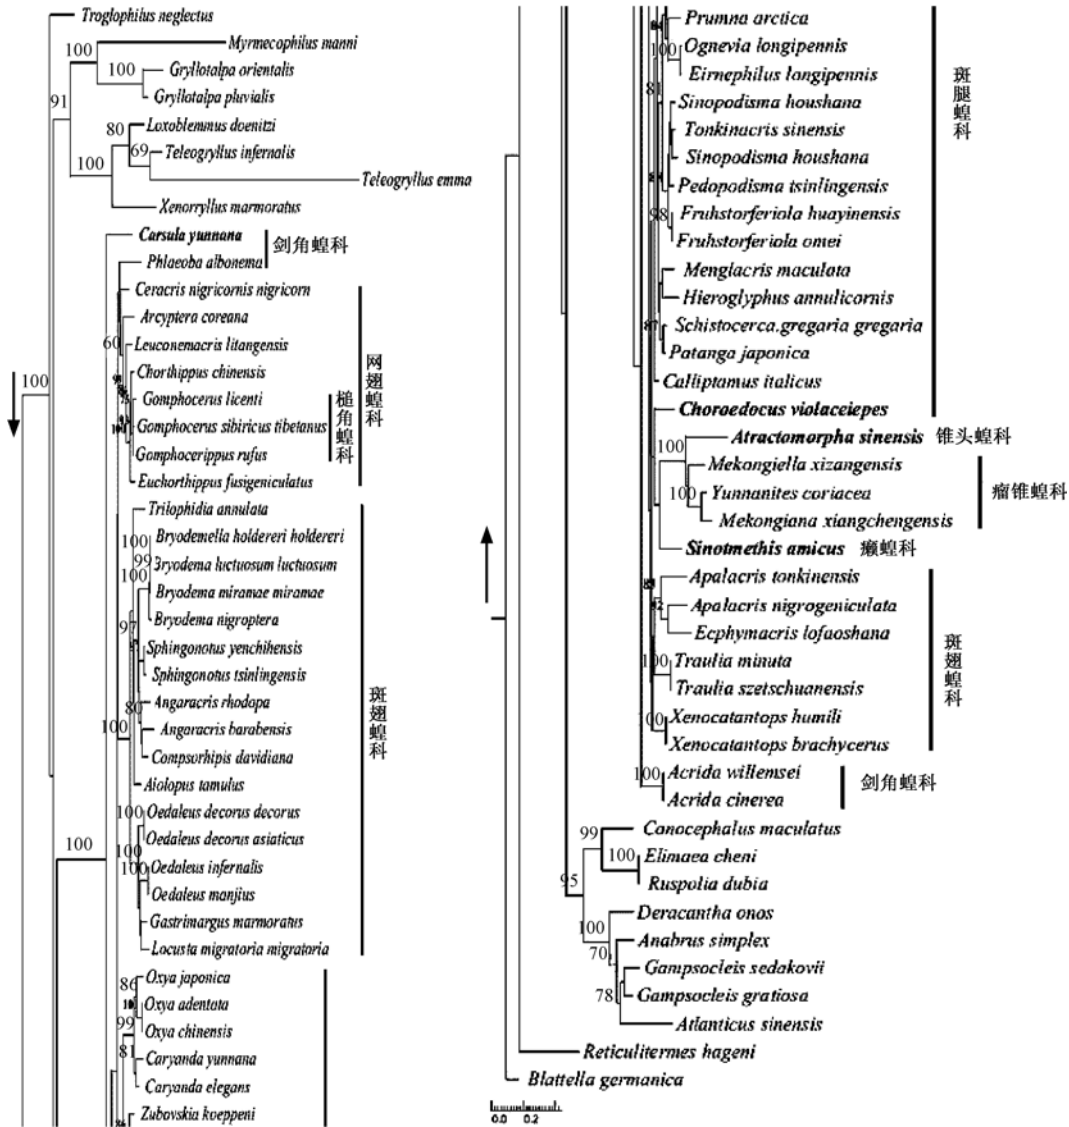 Troglophilus neglectus
100
Myrmecophilus manni
100
Gryllotalpa orientalis
91
Gryllotalpa pluvialis
80
Loxoblemmus doenitzi
69
Teleogryllus infernalis
100
Teleogryllus emma
Xenorryllus marmoratus
Carsula yunnana
剑角蝗科
Phlaeoba albonema
Ceracris nigricornis nigricorn
Arcyptera coreana
60
Leuconemacris litangensis
网翅蝗科
100
Chorthippus chinensis
Gomphocerus licenti
槌角蝗科
Gomphocerus sibiricus tibetanus
Gomphocerippus rufus
Euchorthippus fusigeniculatus
Trilophidia annulata
100
Bryodemella holdereri holdereri
99
Bryodema luctuosum luctuosum
100
Bryodema miramae miramae
97
Bryodema nigroptera
Sphingonotus yenchihensis
Sphingonotus tsinlingensis
斑翅蝗科
80
Angaracris rhodopa
100
Angaracris barabensis
Compsorhipis davidiana
Aiolopus tamulus
100
Oedaleus decorus decorus
100
Oedaleus decorus asiaticus
100
100
Oedaleus infernalis
Oedaleus manjius
Gastrimargus marmoratus
Locusta migratoria migratoria
86
Oxya japonica
Oxya adentata
99
Oxya chinensis
81
Caryanda yunnana
Caryanda elegans
Zubovskia koeppeni
Prumna arctica
100
Ognevia longipennis
81
Eirnephilus longipennis
斑腿蝗科
Sinopodisma houshana
Tonkinacris sinensis
Sinopodisma houshana
Pedopodisma tsinlingensis
98
Fruhstorferiola huayinensis
Fruhstorferiola omei
Menglacris maculata
Hieroglyphus annulicornis
87
Schistocerca.gregaria gregaria
Patanga japonica
Calliptamus italicus
Choroedocus violaceiepes
100
Atractomorpha sinensis 锥头蝗科
Mekongiella xizangensis
100
Yunnanites coriacea
瘤锥蝗科
Mekongiana xiangchengensis
Sinotmethis amicus 癞蝗科
Apalacris tonkinensis
Apalacris nigrogeniculata
Ecphymacris lofaoshana
斑翅蝗科
100
Traulia minuta
Traulia szetschuanensis
100
Xenocatantops humili
Xenocatantops brachycerus
100
Acrida willemsei
剑角蝗科
Acrida cinerea
99
Conocephalus maculatus
100
Elimaea cheni
95
Ruspolia dubia
100
Deracantha onos
70
Anabrus simplex
Gampsocleis sedakovii
78
Gampsocleis gratiosa
Atlanticus sinensis
Reticulitermes hageni
Blattella germanica
0.0 0.2